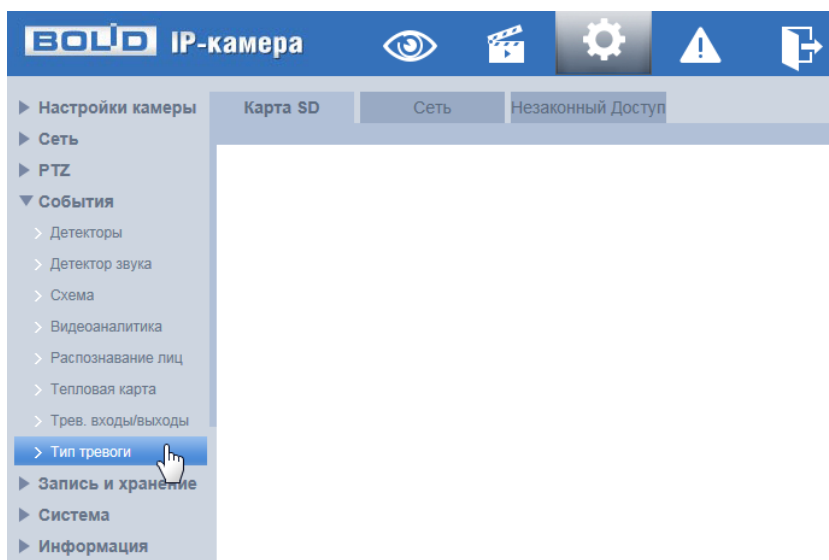 BOLID IP-камера
Настройки камеры
Карта SD
Сеть
Незаконный Доступ
Сеть
PTZ
События
Детекторы
Детектор звука
Схема
Видеоаналитика
Распознавание лиц
Тепловая карта
Трев. входы/выходы
Тип тревоги
Запись и хранение
Система
Информация